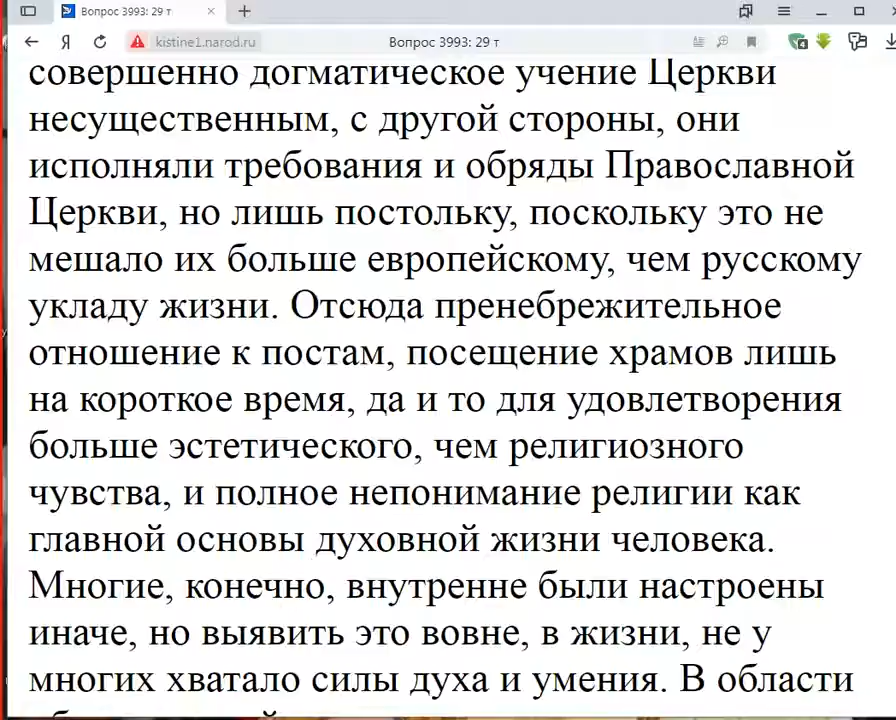 Вопрос 3993: 29 т
kistine1.narod.ru
Вопрос 3993: 29 т
4
совершенно догматическое учение Церкви
несущественным, с другой стороны, они
исполняли требования и обряды Православной
Церкви, но лишь постольку, поскольку это не
мешало их больше европейскому, чем русскому
укладу жизни. Отсюда пренебрежительное
отношение к постам, посещение храмов лишь
на короткое время, да и то для удовлетворения
больше эстетического, чем религиозного
чувства, и полное непонимание религии как
главной основы духовной жизни человека.
Многие, конечно, внутренне были настроены
иначе, но выявить это вовне, в жизни, не у
многих хватало силы духа и умения. В области